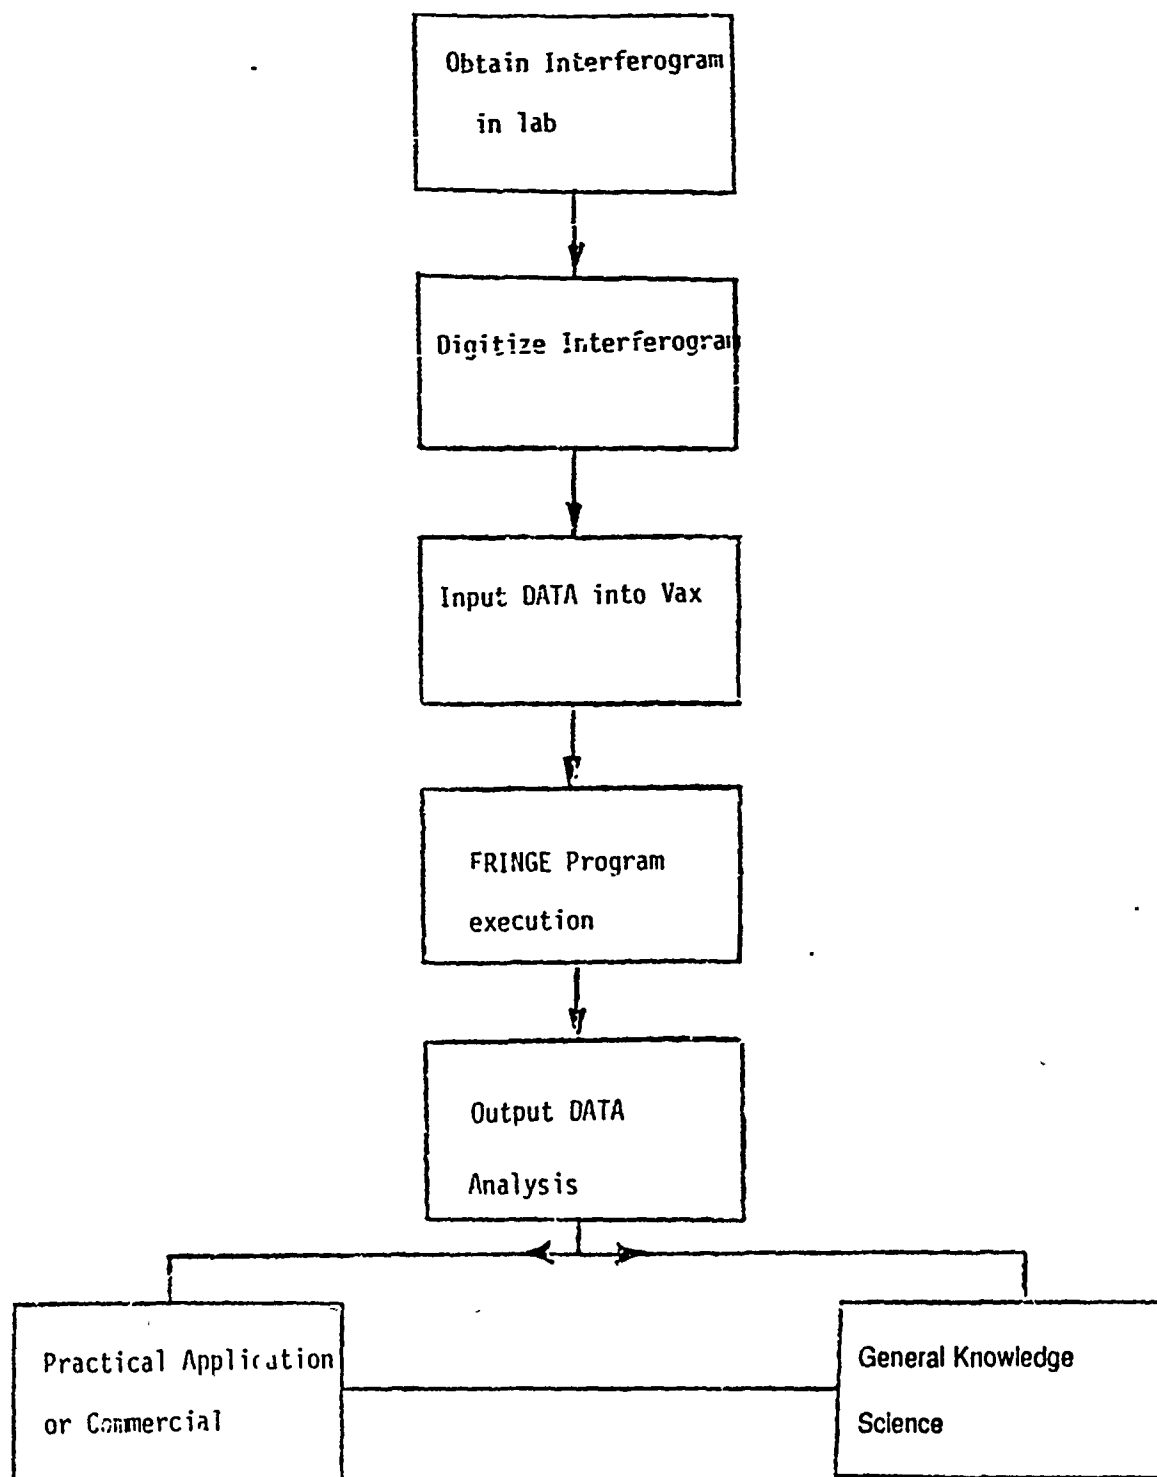 Obtain Interferogram
in lab
Digitize Interferogram
Input DATA into Vax
FRINGE Program
execution
Output DATA
Analysis
Practical Application
or Commercial
General Knowledge
Science